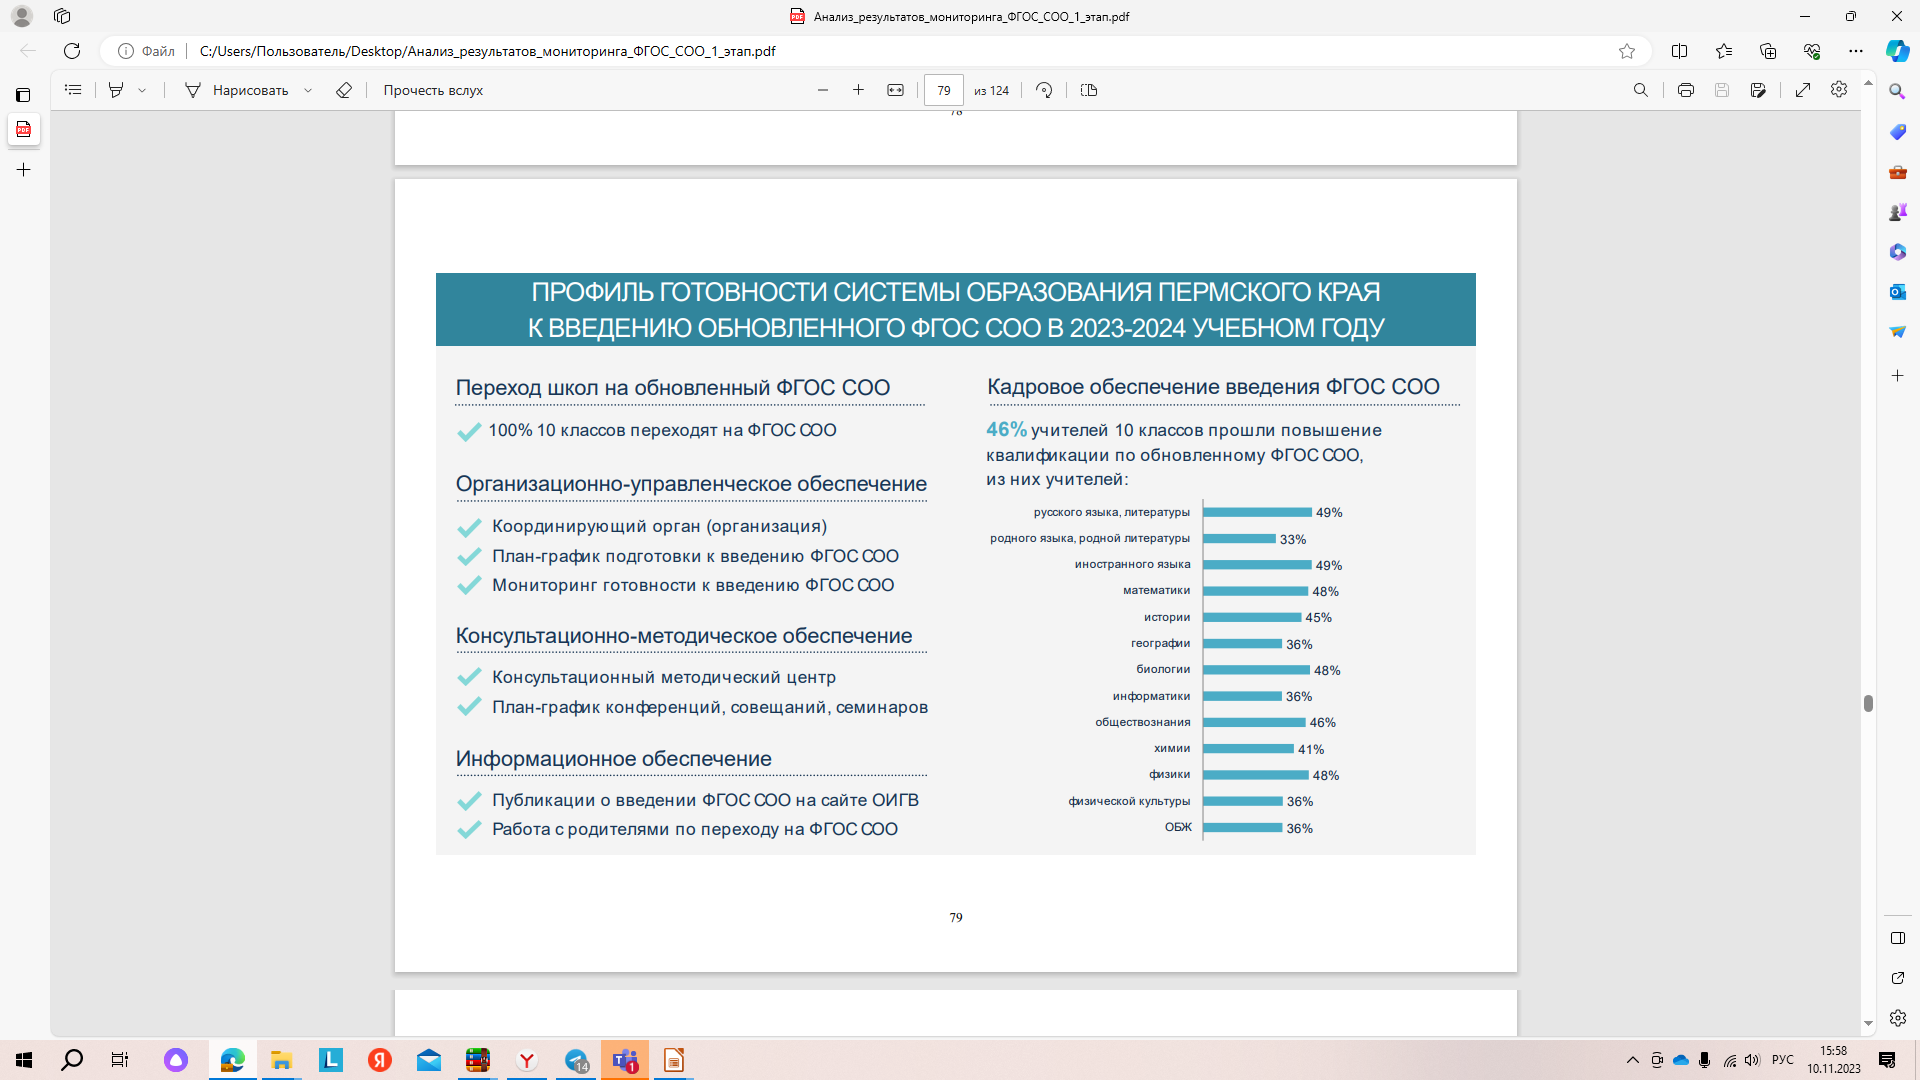 Анализ_результатов_мониторинга_ФГОС_СОО_1_этап.pdf
Файл
C:/Users/Пользователь/Desktop/Анализ_результатов_мониторинга_ФГОС_СОО_1_этап.pdf
Нарисовать
Прочесть вслух
79
из 124
78
ПРОФИЛЬ ГОТОВНОСТИ СИСТЕМЫ ОБРАЗОВАНИЯ ПЕРМСКОГО КРАЯ
К ВВЕДЕНИЮ ОБНОВЛЕННОГО ФГОС СОО В 2023-2024 УЧЕБНОМ ГОДУ
Переход школ на обновленный ФГОС СОО
100% 10 классов переходят на ФГОС СОО
Организационно-управленческое обеспечение
Координирующий орган (организация)
План-график подготовки к введению ФГОС СОО
Мониторинг готовности к введению ФГОС СОО
Консультационно-методическое обеспечение
Консультационный методический центр
План-график конференций, совещаний, семинаров
Информационное обеспечение
Публикации о введении ФГОС СОО на сайте ОИГВ
Работа с родителями по переходу на ФГОС СОО
Кадровое обеспечение введения ФГОС СОО
46% учителей 10 классов прошли повышение
квалификации по обновленному ФГОС СОО,
из них учителей:
русского языка, литературы 49%
родного языка, родной литературы 33%
иностранного языка 49%
математики 48%
истории 45%
географии 36%
биологии 48%
информатики 36%
обществознания 46%
химии 41%
физики 48%
физической культуры 36%
ОБЖ 36%
79
14
1
РУС
15:58
10.11.2023